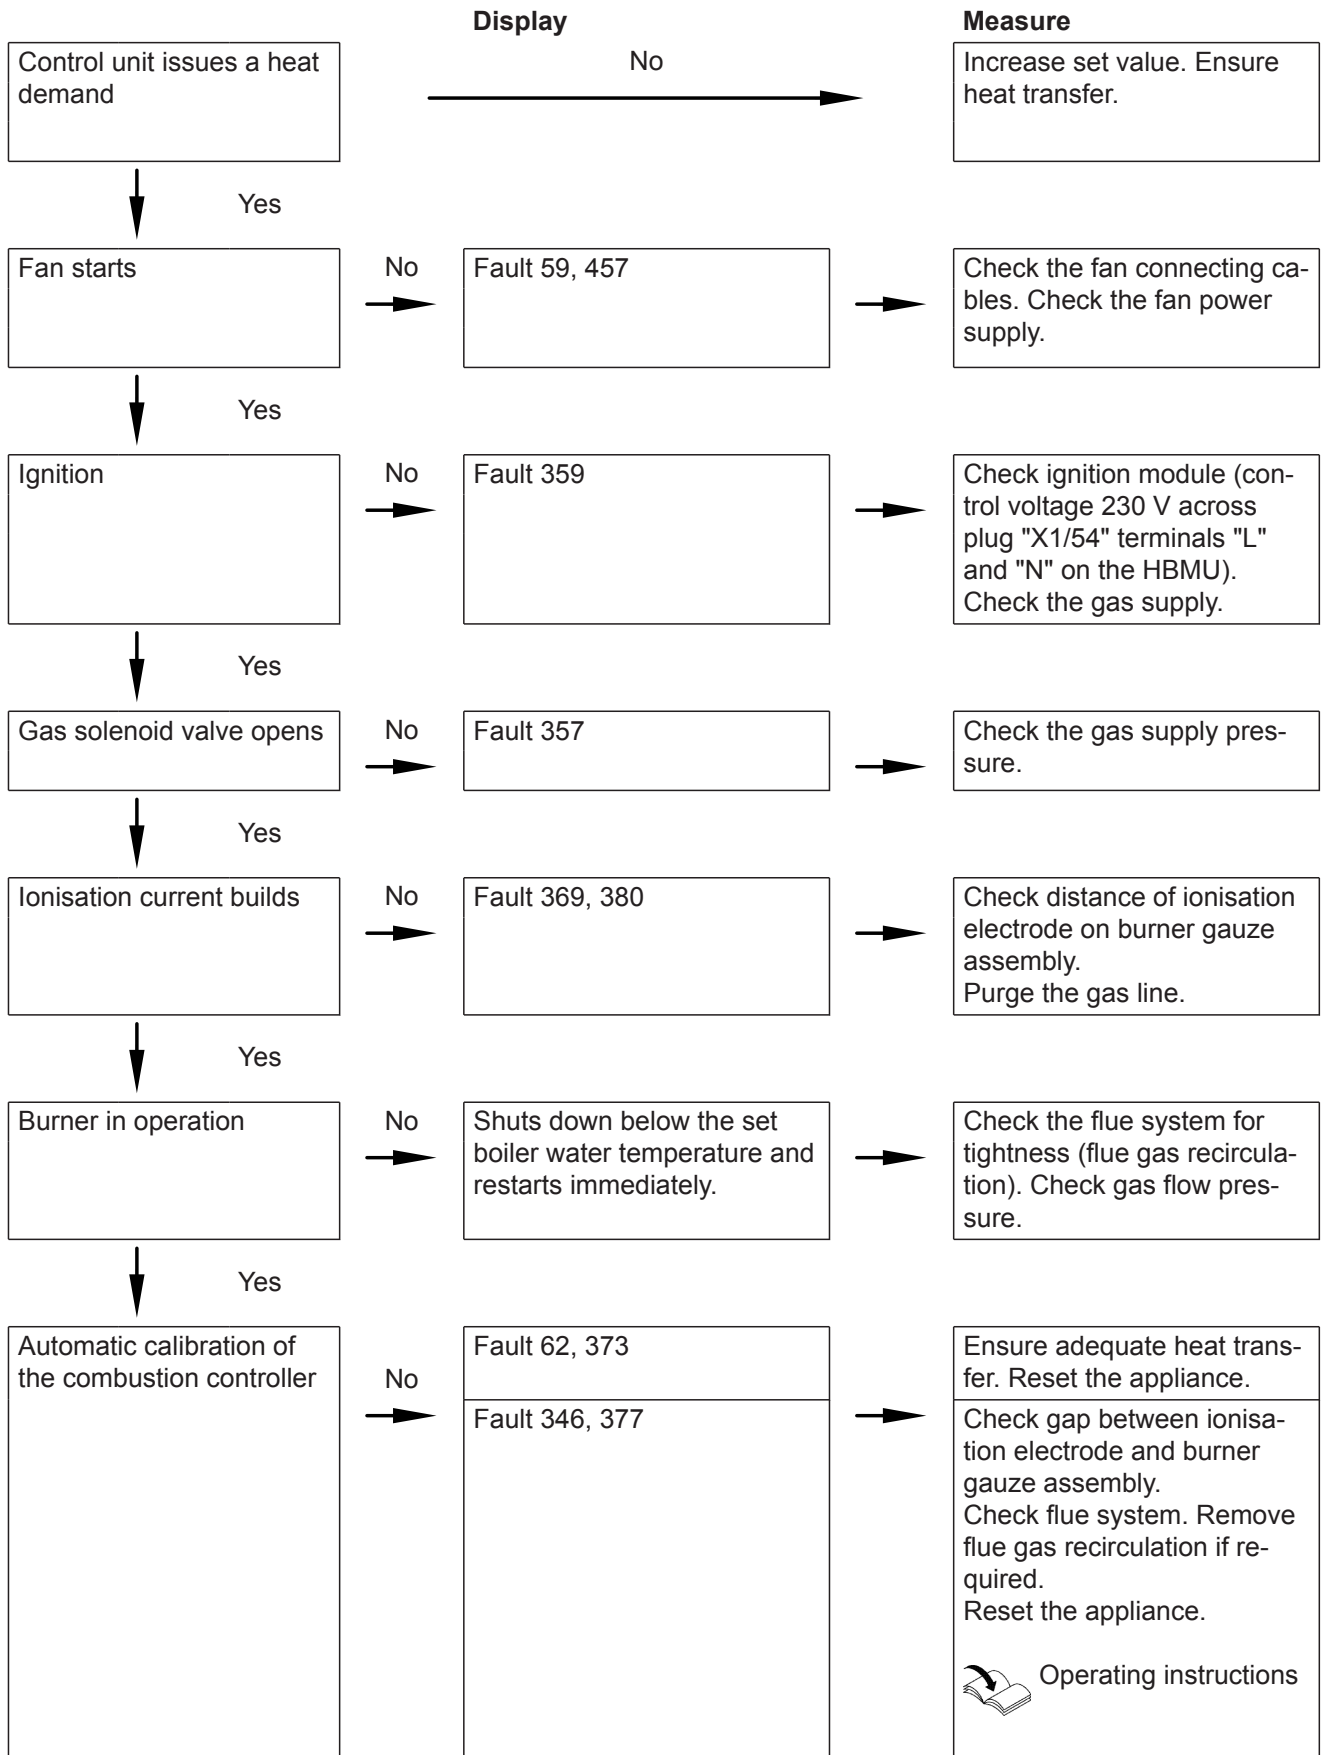 Display
Measure
Control unit issues a heat
demand
No
Increase set value. Ensure
heat transfer.
Yes
Fan starts
No
Fault 59, 457
Check the fan connecting ca-
bles. Check the fan power
supply.
Yes
Ignition
No
Fault 359
Check ignition module (con-
trol voltage 230 V across
plug "X1/54" terminals "L"
and "N" on the HBMU).
Check the gas supply.
Yes
Gas solenoid valve opens
No
Fault 357
Check the gas supply pres-
sure.
Yes
Ionisation current builds
No
Fault 369, 380
Check distance of ionisation
electrode on burner gauze
assembly.
Purge the gas line.
Yes
Burner in operation
No
Shuts down below the set
boiler water temperature and
restarts immediately.
Check the flue system for
tightness (flue gas recircula-
tion). Check gas flow pres-
sure.
Yes
Automatic calibration of
the combustion controller
No
Fault 62, 373
Ensure adequate heat trans-
fer. Reset the appliance.
Fault 346, 377
Check gap between ionisa-
tion electrode and burner
gauze assembly.
Check flue system. Remove
flue gas recirculation if re-
quired.
Reset the appliance.
Operating instructions